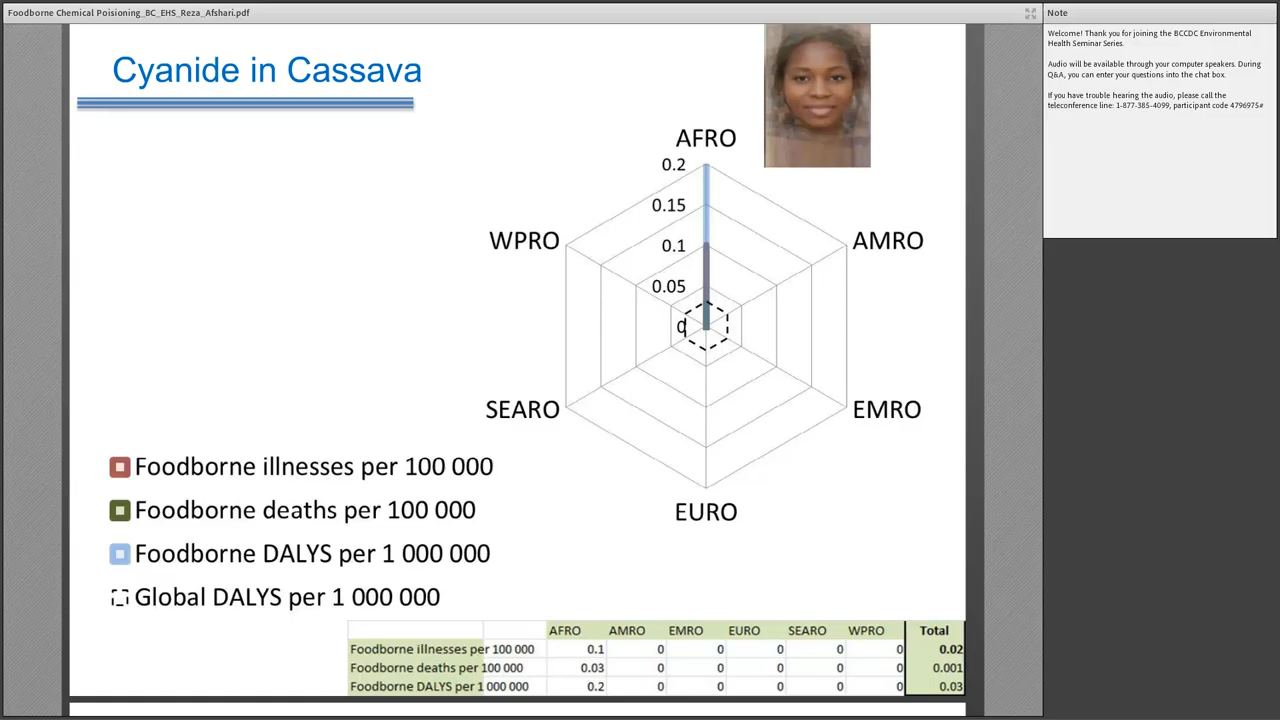 Foodborne Chemical Poisioning_BC_EHS_Reza_Afshari.pdf
Note
Welcome! Thank you for joining the BCCDC Environmental
Health Seminar Series.
Audio will be available through your computer speakers. During
Q&A, you can enter your questions into the chat box.
If you have trouble hearing the audio, please call the
teleconference line: 1-877-385-4099, participant code 4796975#
Cyanide in Cassava
AFRO
0.2
0.15
WPRO
0.1
AMRO
0.05
0
SEARO
EMRO
EURO
Foodborne illnesses per 100 000
Foodborne deaths per 100 000
Foodborne DALYS per 1 000 000
Global DALYS per 1 000 000
AFRO AMRO EMRO EURO SEARO WPRO Total
Foodborne illnesses per 100 000 0.1 0 0 0 0 0 0.02
Foodborne deaths per 100 000 0.03 0 0 0 0 0 0.001
Foodborne DALYS per 1 000 000 0.2 0 0 0 0 0 0.03